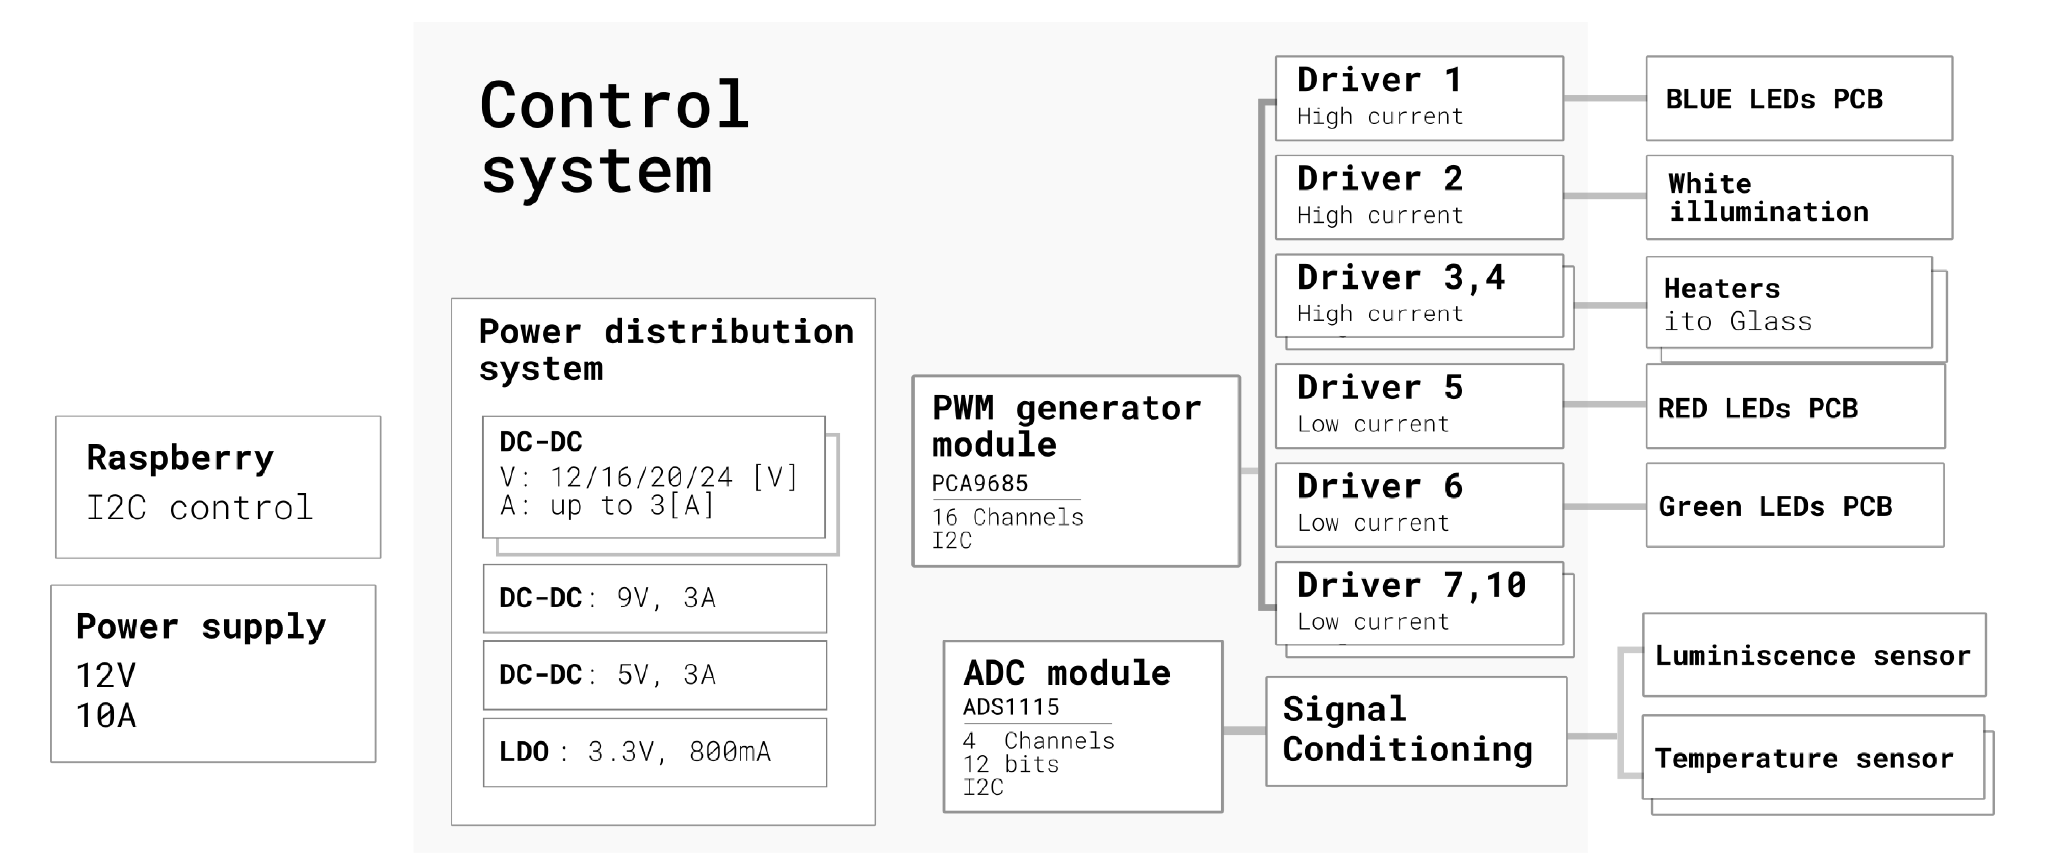 Control
system
Raspberry
I2C control
Power supply
12V
10A
Power distribution
system
DC-DC
V: 12/16/20/24 [V]
A: up to 3[A]
DC-DC: 9V, 3A
DC-DC: 5V, 3A
LDO: 3.3V, 800mA
PWM generator
module
PCA9685
16 Channels
I2C
ADC module
ADS1115
4 Channels
12 bits
I2C
Driver 1
High current
Driver 2
High current
Driver 3,4
High current
Driver 5
Low current
Driver 6
Low current
Driver 7,10
Low current
Signal
Conditioning
BLUE LEDs PCB
White
illumination
Heaters
ito Glass
RED LEDs PCB
Green LEDs PCB
Luminiscence sensor
Temperature sensor